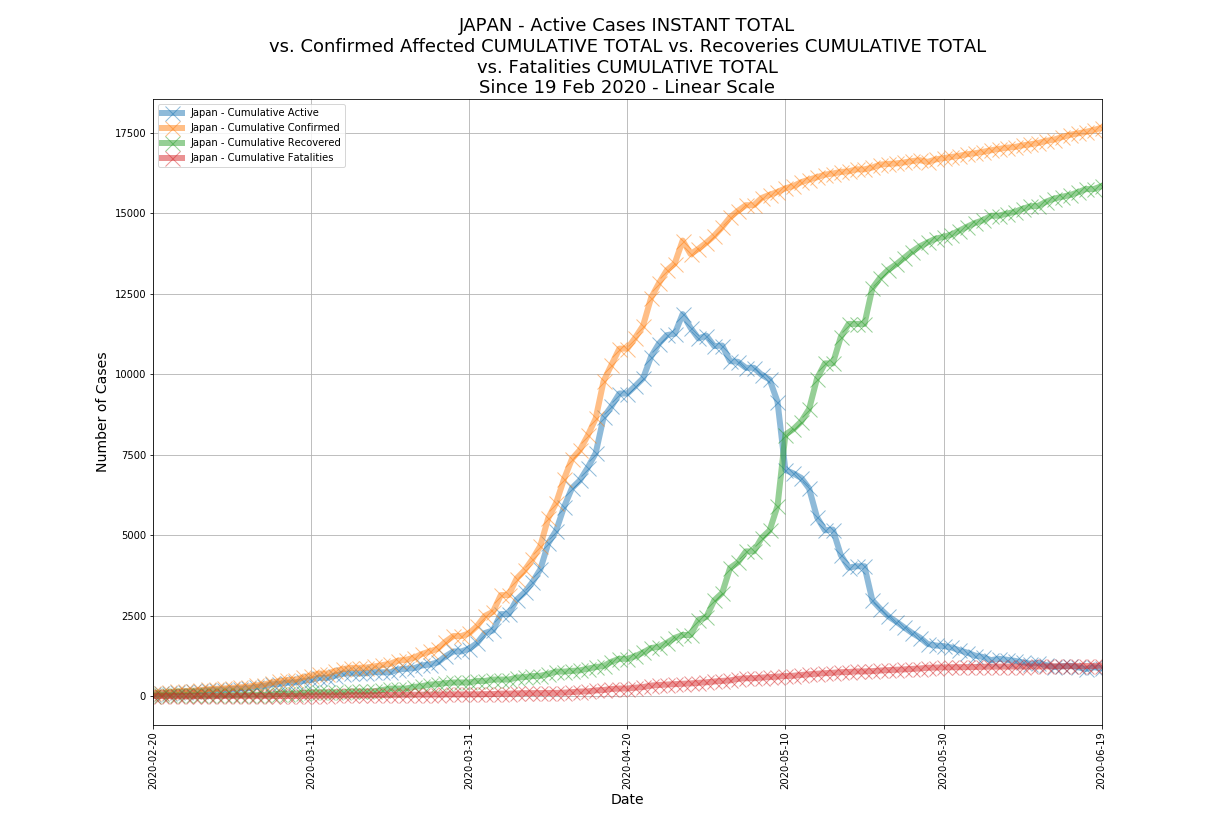 JAPAN - Active Cases INSTANT TOTAL
vs. Confirmed Affected CUMULATIVE TOTAL vs. Recoveries CUMULATIVE TOTAL
vs. Fatalities CUMULATIVE TOTAL
Since 19 Feb 2020 - Linear Scale
Japan - Cumulative Active
Japan - Cumulative Confirmed
Japan - Cumulative Recovered
Japan - Cumulative Fatalities
Number of Cases
17500
15000
12500
10000
7500
5000
2500
0
2020-02-20
2020-03-11
2020-03-31
2020-04-20
2020-05-10
2020-05-30
2020-06-19
Date